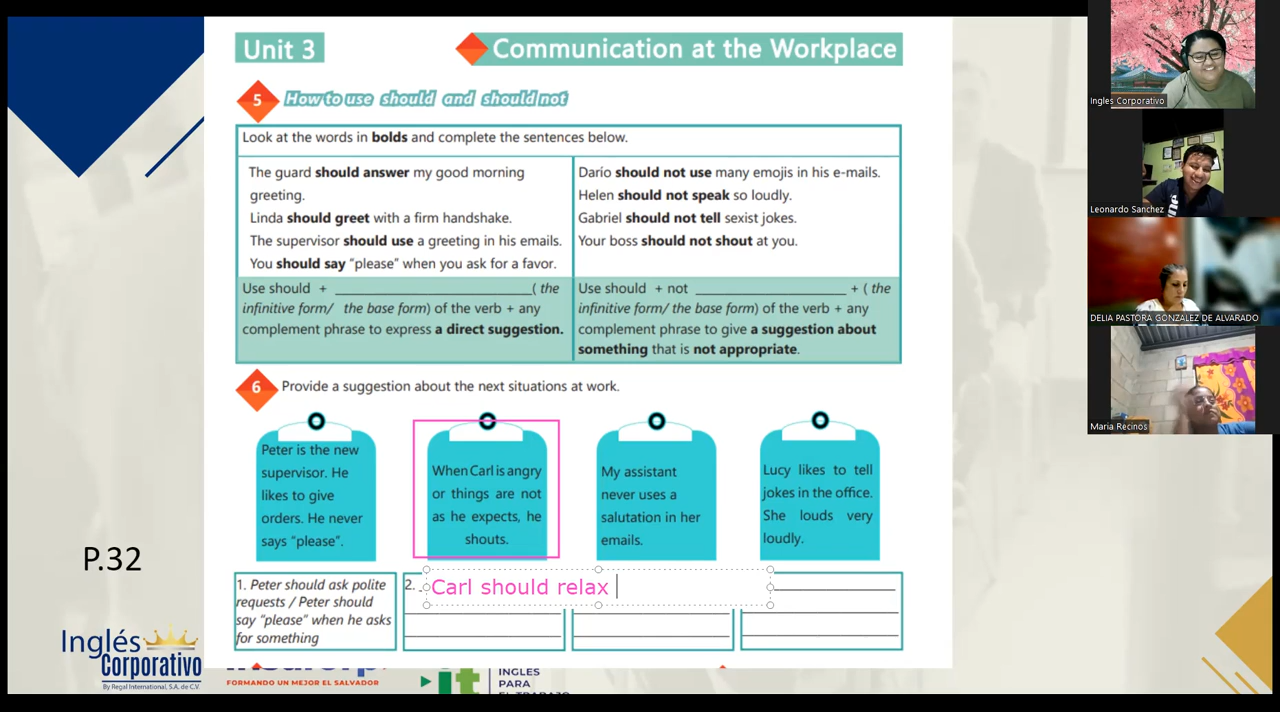 Unit 3
Communication at the Workplace
5
How to use should and should not
Look at the words in bolds and complete the sentences below.
The guard should answer my good morning
greeting.
Linda should greet with a firm handshake.
The supervisor should use a greeting in his emails.
You should say "please" when you ask for a favor.
Dario should not use many emojis in his e-mails.
Helen should not speak so loudly.
Gabriel should not tell sexist jokes.
Your boss should not shout at you.
Use should + ______________________ ( the
infinitive form/ the base form) of the verb + any
complement phrase to express a direct suggestion.
Use should + not _________________ + ( the
infinitive form/ the base form) of the verb + any
complement phrase to give a suggestion about
something that is not appropriate.
6
Provide a suggestion about the next situations at work.
Peter is the new
supervisor. He
likes to give
orders. He never
says "please".
When Carl is angry
or things are not
as he expects, he
shouts.
My assistant
never uses a
salutation in her
emails.
Lucy likes to tell
jokes in the office.
She louds very
loudly.
1. Peter should ask polite
requests / Peter should
say "please" when he asks
for something
2.
Carl should relax
P.32
Inglés
Corporativo
By Regal International, S.A. de C.V.
FORMANDO UN MEJOR EL SALVADOR
INGLÉS
PARA
Ingles Corporativo
Leonardo Sanchez
DELIA PASTORA GONZALEZ DE ALVARADO
Maria Recinos